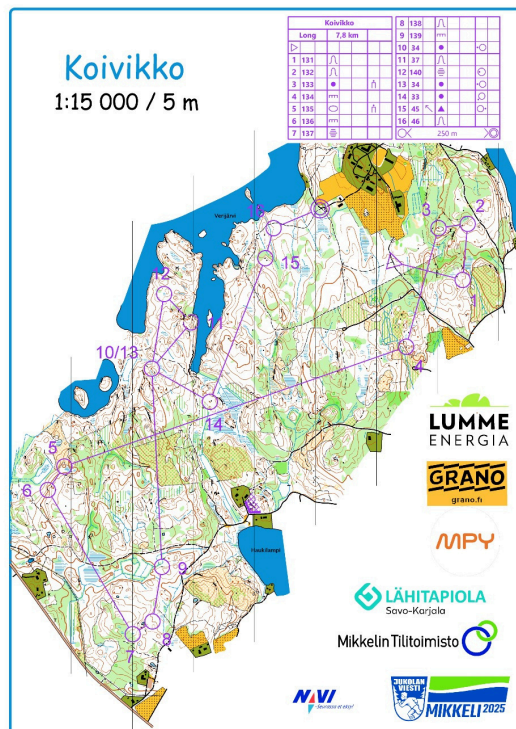 Koivikko
1:15 000 / 5 m
Koivikko
Long 7,8 km
1 131
2 132
3 133
4 134
5 135
6 136
7 137
8 138
9 139
10 34
11 37
12 140
13 34
14 33
15 45
16 46
250 m
Verijärvi
16
3
2
15
1
12
11
10/13
4
14
5
6
Haukilampi
9
8
7
LUMME
ENERGIA
GRANO
grano.fi
MPY
LÄHITAPIOLA
Savo-Karjala
Mikkelin Tilitoimisto
NAVI
JUKOLAN
VIESTI
MIKKELI 2025